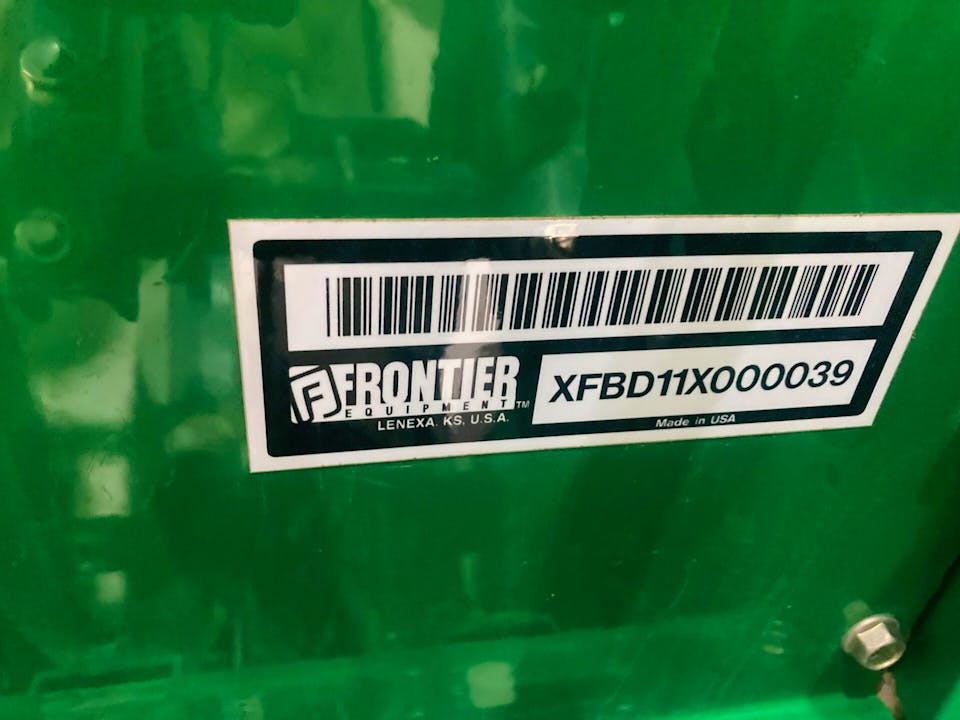 FRONTIER
EQUIPMENT™
LENEXA, KS, U.S.A.
XFBD11X000039
Made in USA